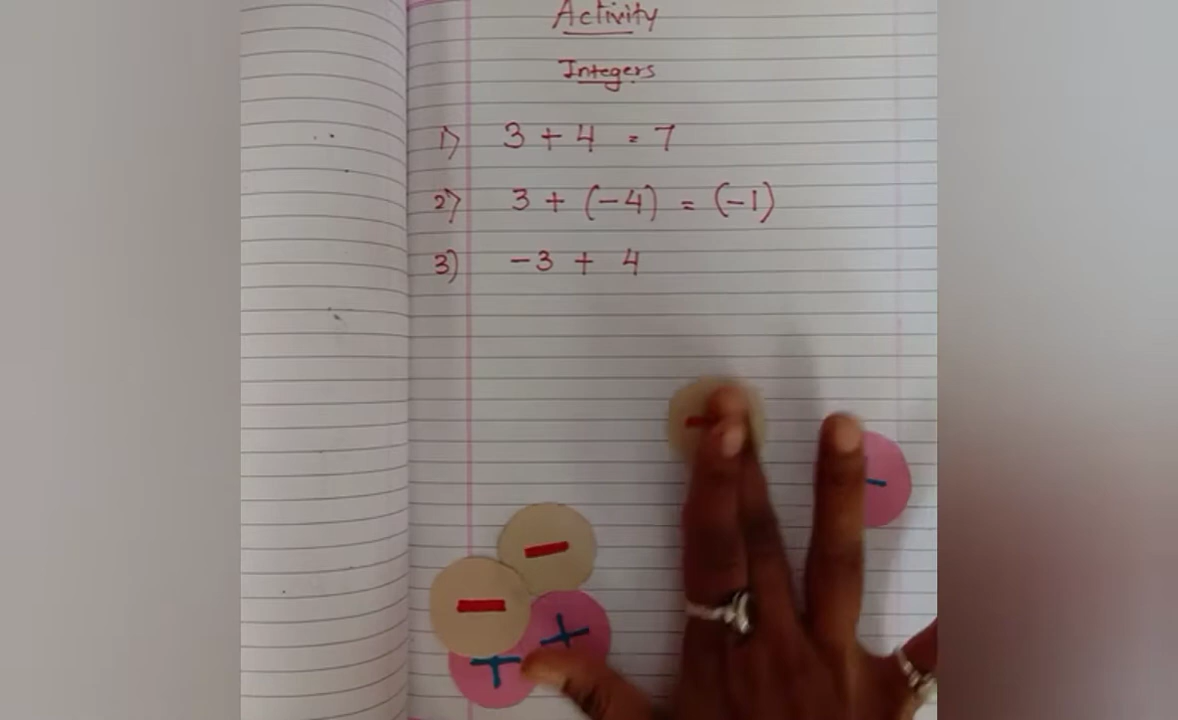 Activity
Integers
1) 3 + 4 = 7
2) 3 + (-4) = (-1)
3) -3 + 4
-
-
-
+
+